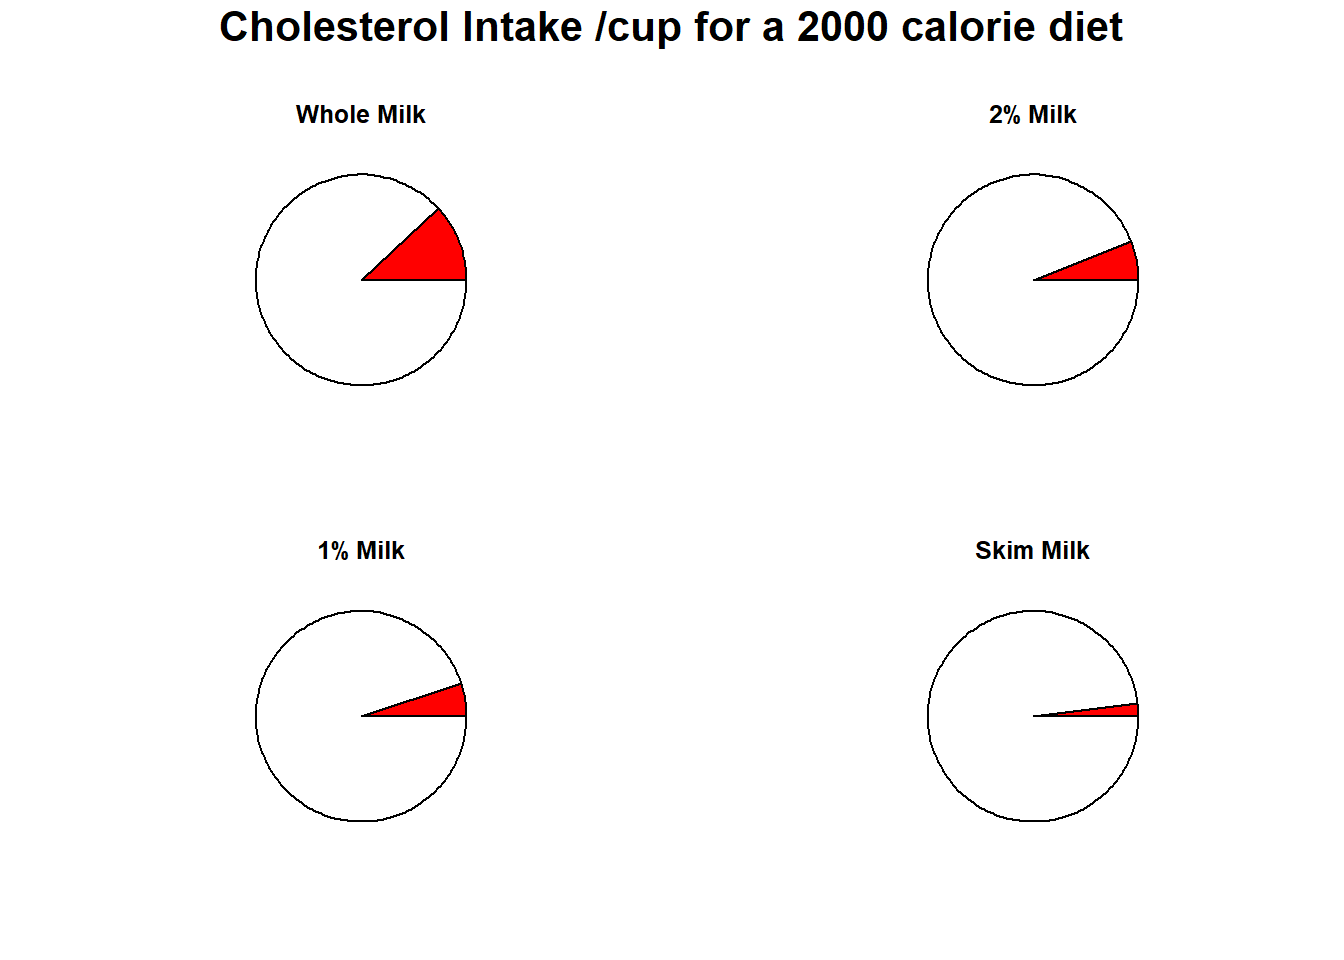 Cholesterol Intake /cup for a 2000 calorie diet
Whole Milk
2% Milk
1% Milk
Skim Milk